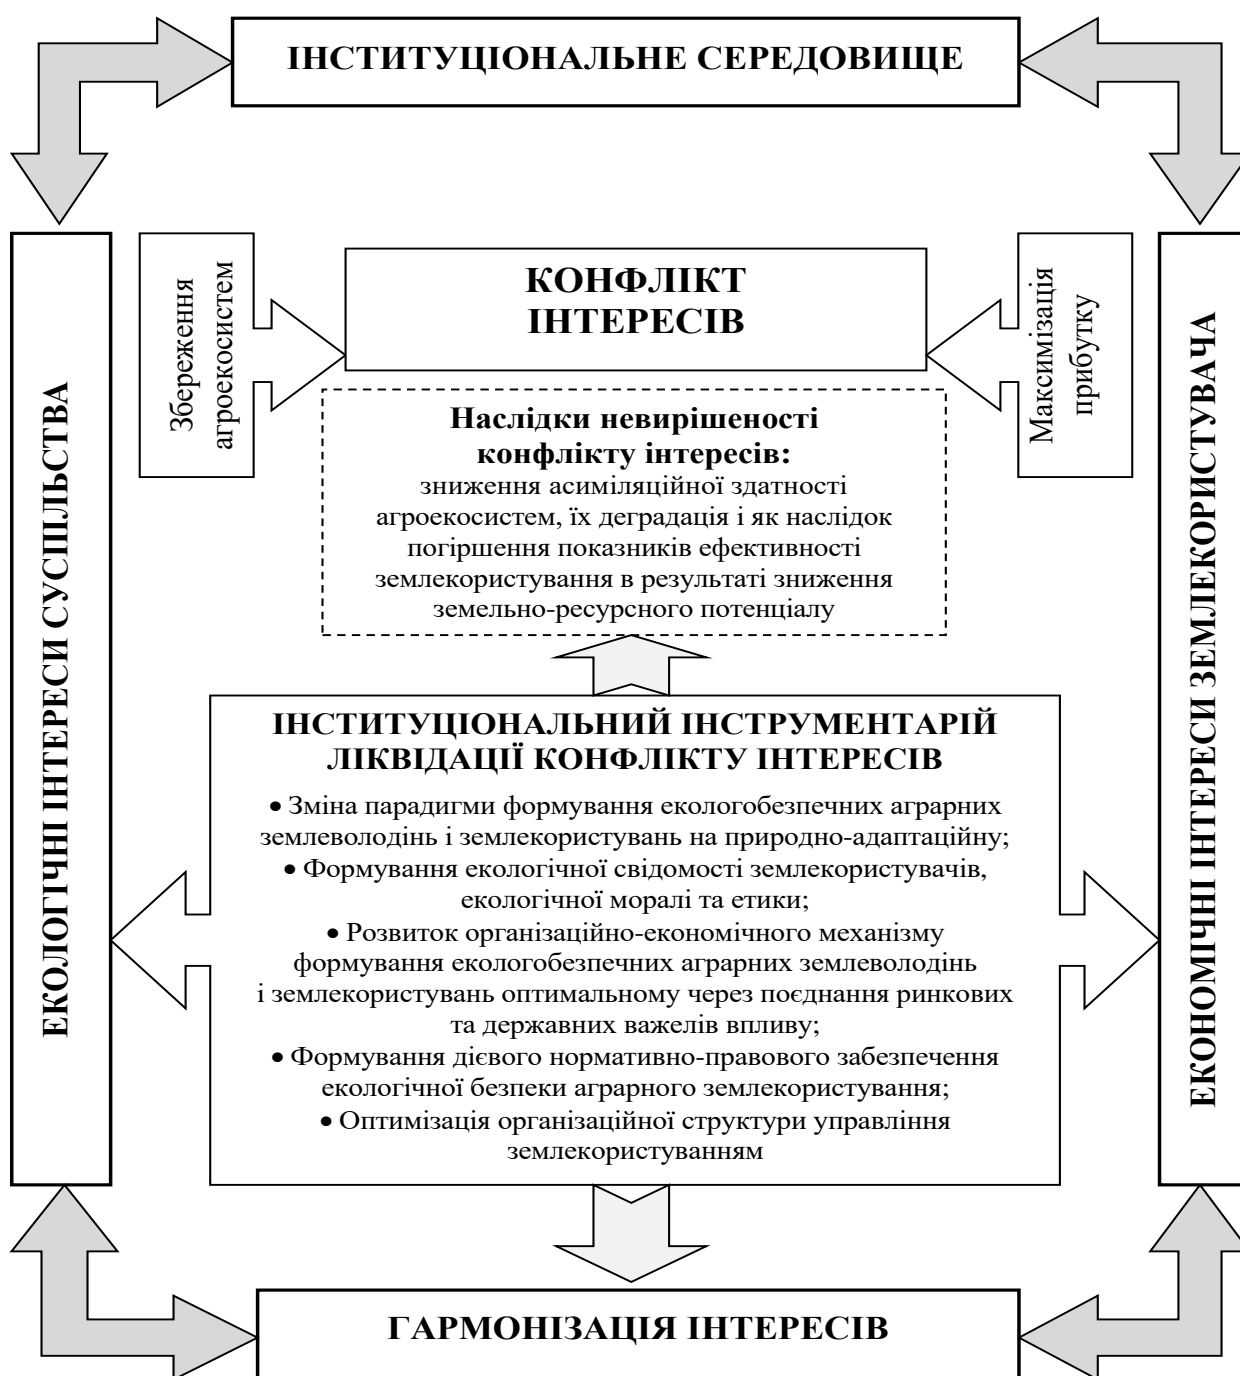 ІНСТИТУЦІОНАЛЬНЕ СЕРЕДОВИЩЕ
ЕКОЛОГІЧНІ ІНТЕРЕСИ СУСПІЛЬСТВА
Збереження
агроекосистем
КОНФЛІКТ
ІНТЕРЕСІВ
Максимізація
прибутку
ЕКОНОМІЧНІ ІНТЕРЕСИ ЗЕМЛЕКОРИСТУВАЧА
Наслідки невирішеності
конфлікту інтересів:
зниження асиміляційної здатності
агроекосистем, їх деградація і як наслідок
погіршення показників ефективності
землекористування в результаті зниження
земельно-ресурсного потенціалу
ІНСТИТУЦІОНАЛЬНИЙ ІНСТРУМЕНТАРІЙ
ЛІКВІДАЦІЇ КОНФЛІКТУ ІНТЕРЕСІВ
• Зміна парадигми формування екологобезпечних аграрних
землеволодінь і землекористувань на природно-адаптаційну;
• Формування екологічної свідомості землекористувачів,
екологічної моралі та етики;
• Розвиток організаційно-економічного механізму
формування екологобезпечних аграрних землеволодінь
і землекористувань оптимальному через поєднання ринкових
та державних важелів впливу;
• Формування дієвого нормативно-правового забезпечення
екологічної безпеки аграрного землекористування;
• Оптимізація організаційної структури управління
землекористуванням
ГАРМОНІЗАЦІЯ ІНТЕРЕСІВ